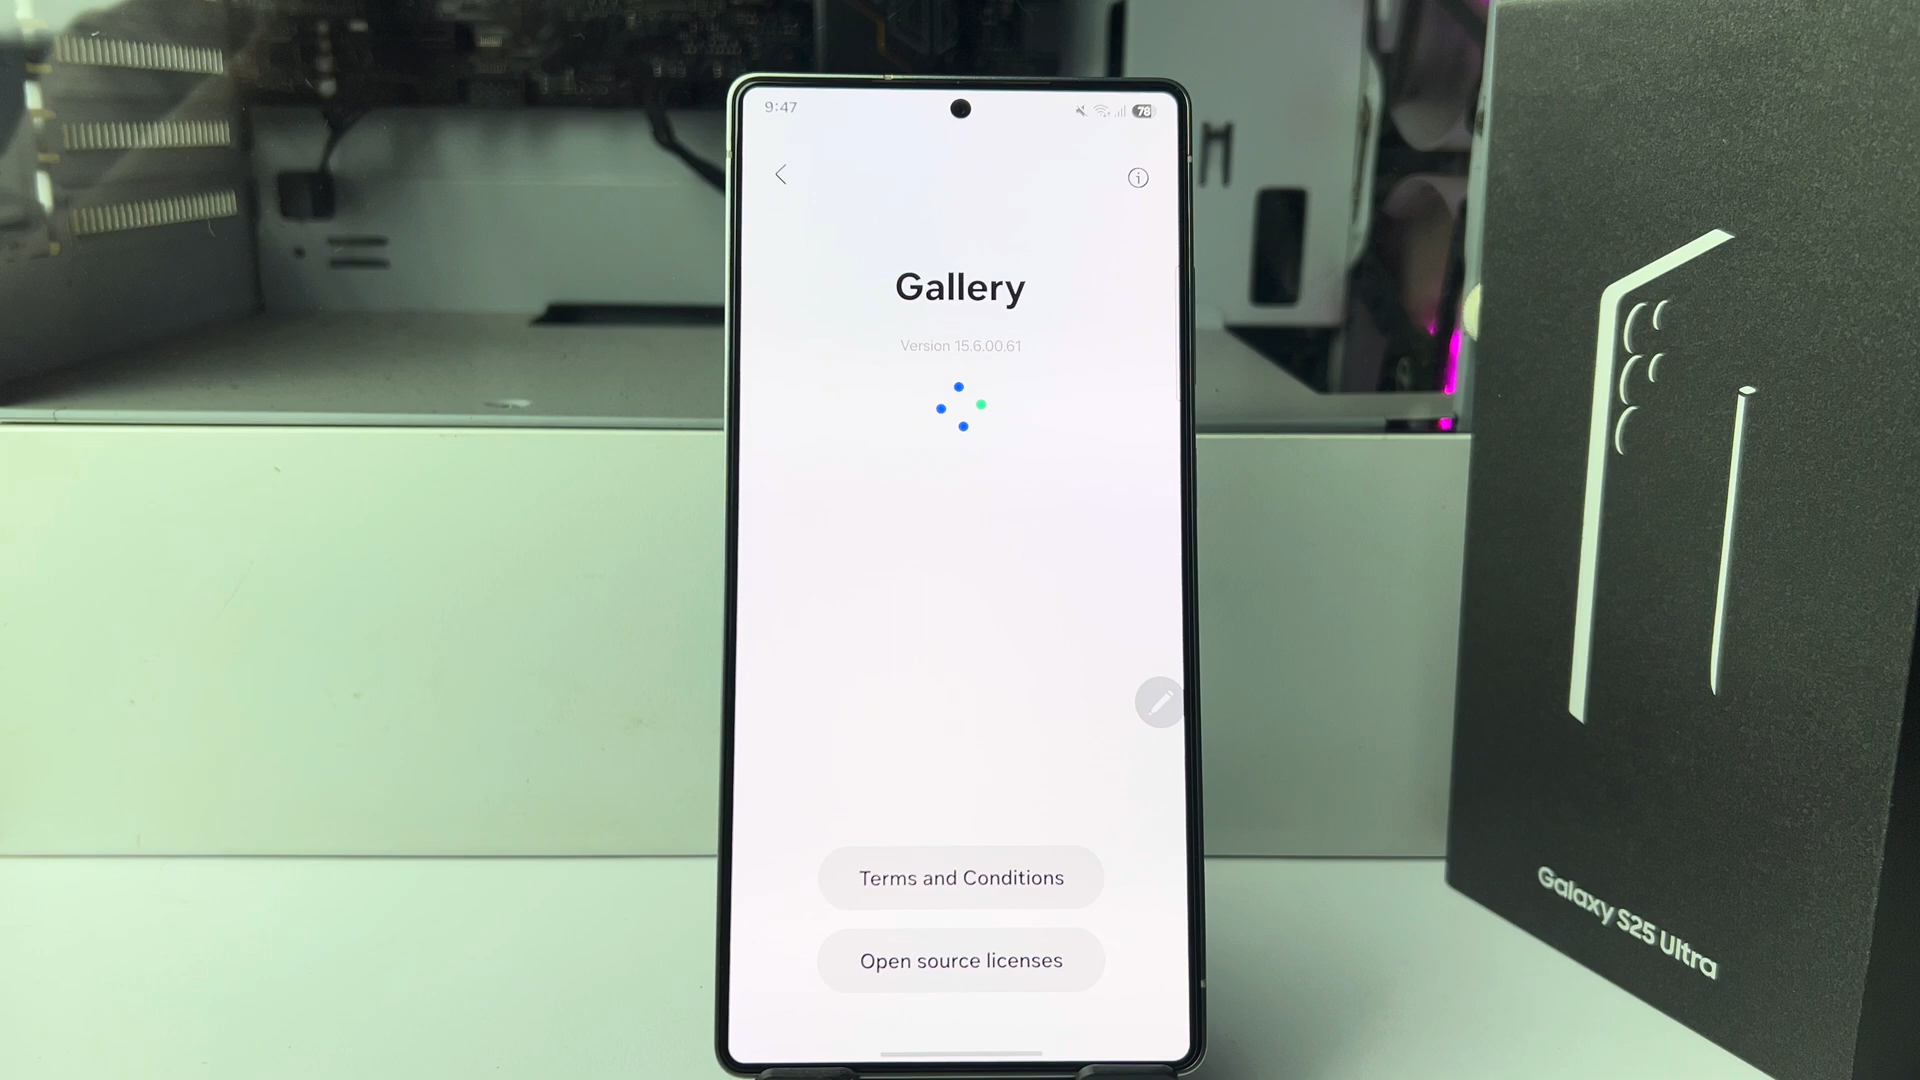 9:47
78
Gallery
Version 15.6.00.61
Terms and Conditions
Open source licenses
Galaxy S25 Ultra